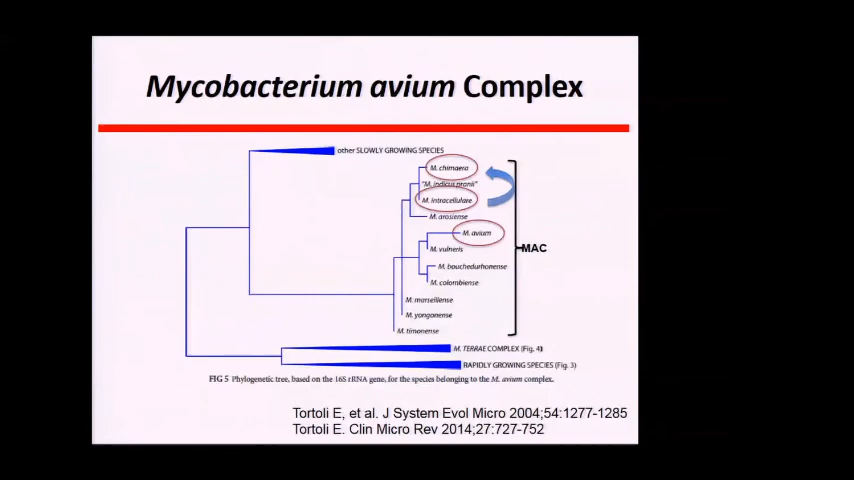 Mycobacterium avium Complex
other SLOWLY GROWING SPECIES
M. chimaera
"M. indicus pranii"
M. intracellulare
M. arosiense
M. avium
M. vulneris
MAC
M. bouchedurhonense
M. colombiense
M. marseillense
M. yongonense
M. timonense
M. TERRAE COMPLEX (Fig. 4)
RAPIDLY GROWING SPECIES (Fig. 3)
FIG 5 Phylogenetic tree, based on the 16S rRNA gene, for the species belonging to the M. avium complex.
Tortoli E, et al. J System Evol Micro 2004;54:1277-1285
Tortoli E. Clin Micro Rev 2014;27:727-752